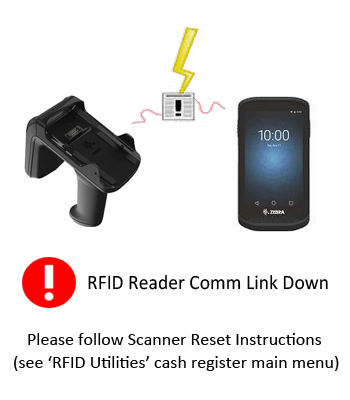 10:00
ZEBRA
RFID Reader Comm Link Down
Please follow Scanner Reset Instructions
(see ‘RFID Utilities’ cash register main menu)